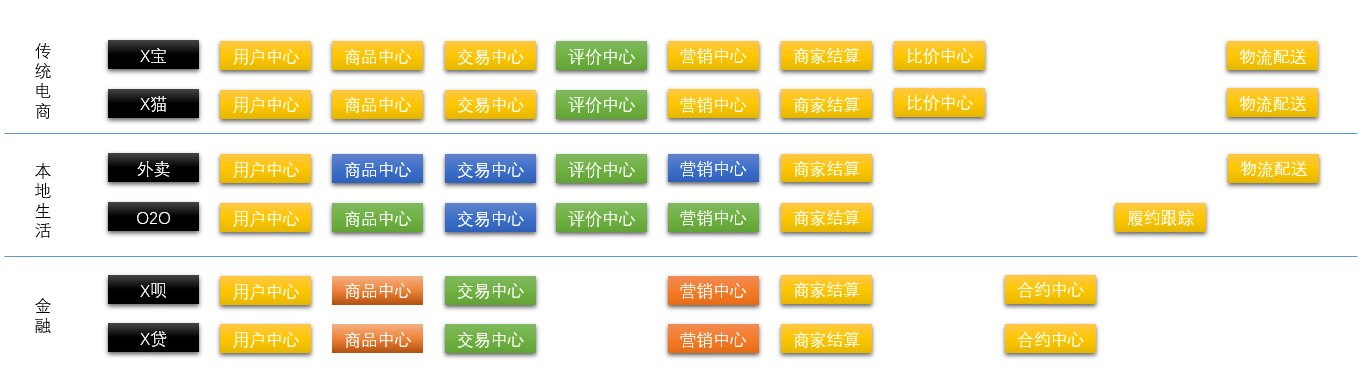 传统电商
X宝 用户中心 商品中心 交易中心 评价中心 营销中心 商家结算 比价中心 物流配送
X猫 用户中心 商品中心 交易中心 评价中心 营销中心 商家结算 比价中心 物流配送
本地生活
外卖 用户中心 商品中心 交易中心 评价中心 营销中心 商家结算 物流配送
O2O 用户中心 商品中心 交易中心 评价中心 营销中心 商家结算 履约跟踪
金融
X呗 用户中心 商品中心 交易中心 营销中心 商家结算 合约中心
X贷 用户中心 商品中心 交易中心 营销中心 商家结算 合约中心